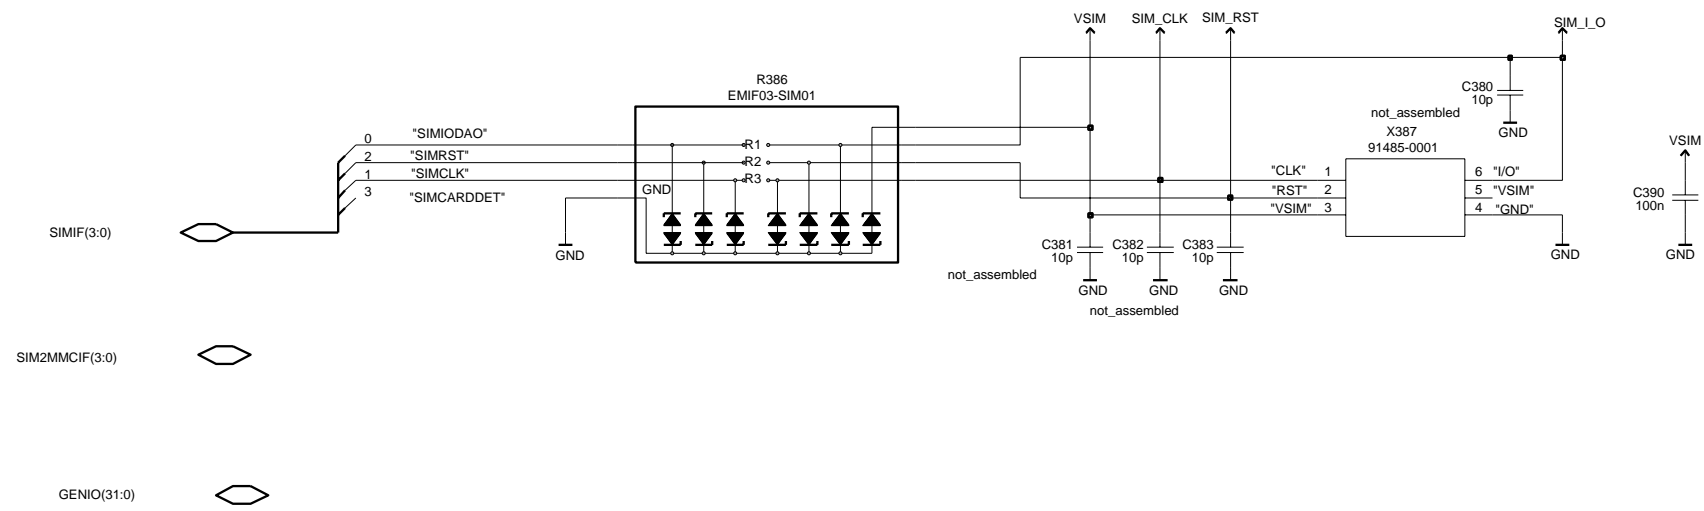 VSIM
SIM_CLK
SIM_RST
SIM_I_O
R386
EMIF03-SIM01
C380
10p
not_assembled
GND
X387
91485-0001
VSIM
0
"SIMIODAO"
R1
2
"SIMRST"
R2
1
"SIMCLK"
R3
3
"SIMCARDDET"
GND
"CLK"
1
6
"I/O"
"RST"
2
5
"VSIM"
"VSIM"
3
4
"GND"
C390
100n
SIMIF(3:0)
GND
C381
10p
C382
10p
C383
10p
GND
GND
not_assembled
GND
GND
GND
not_assembled
SIM2MMCIF(3:0)
GENIO(31:0)